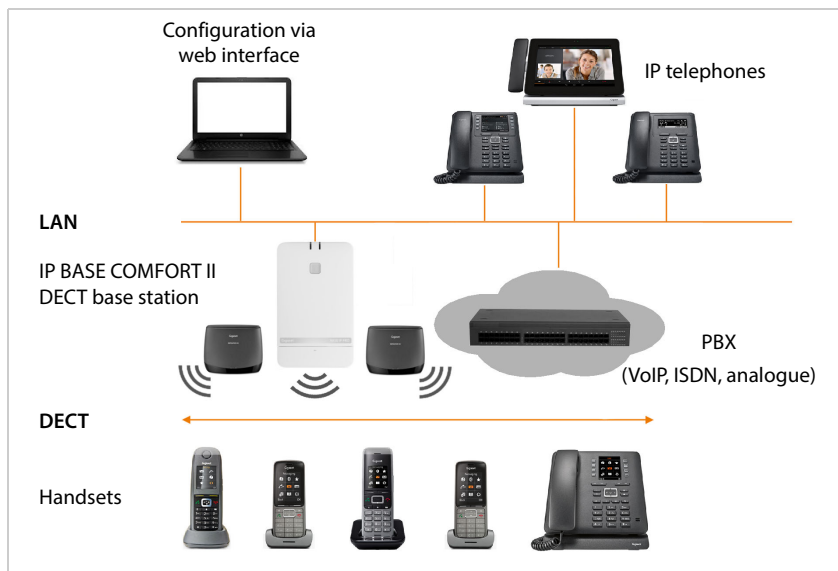 Configuration via
web interface
IP telephones
LAN
IP BASE COMFORT II
DECT base station
PBX
(VoIP, ISDN, analogue)
DECT
Handsets